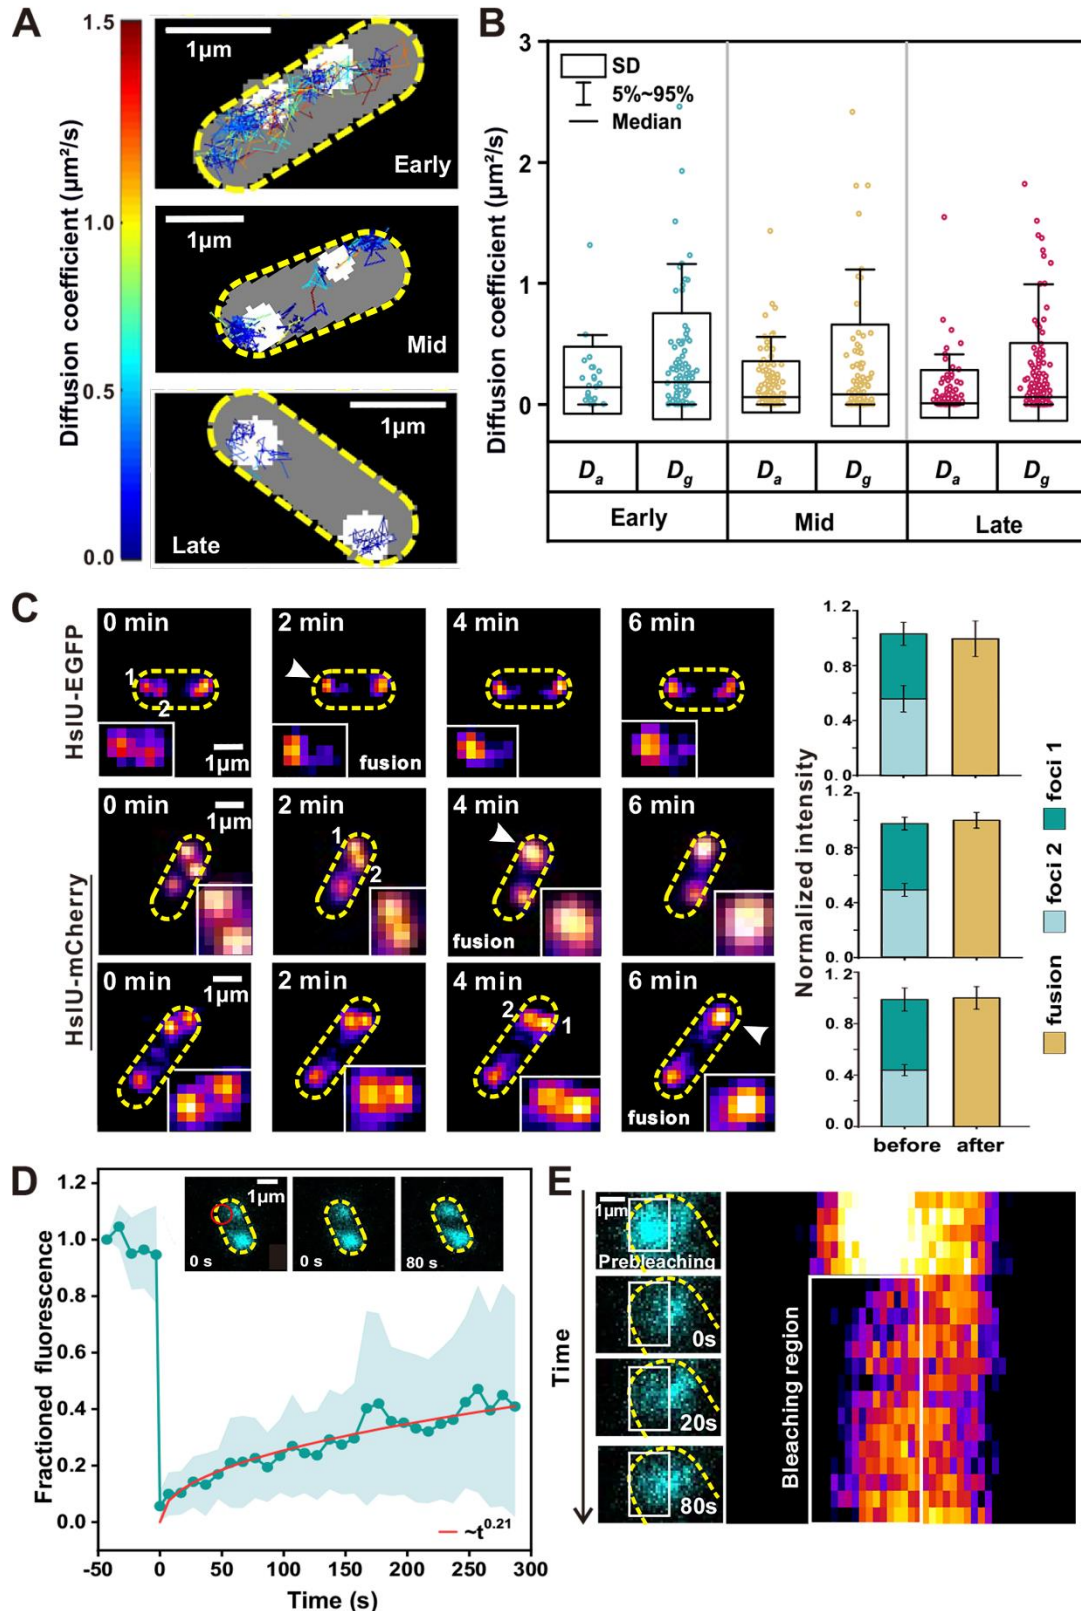 A
1.5
1.0
0.5
0.0
Diffusion coefficient (μm²/s)
1μm
Early
1μm
Mid
1μm
Late
B
3
2
1
0
Diffusion coefficient (μm²/s)
SD
5%~95%
Median
Da Dg Da Dg Da Dg
Early Mid Late
C
HslU-EGFP
0 min 2 min 4 min 6 min
1
2
1μm
fusion
HslU-mCherry
0 min 2 min 4 min 6 min
1μm
1
2
fusion
0 min 2 min 4 min 6 min
1μm
2
1
fusion
Normalized intensity
1.2
0.8
0.4
0.0
1.2
0.8
0.4
0.0
1.2
0.8
0.4
0.0
before after
foci 1
foci 2
fusion
D
Fractioned fluorescence
1.2
1.0
0.8
0.6
0.4
0.2
0.0
1μm
0 s 0 s 80 s
~t0.21
-50 0 50 100 150 200 250 300
Time (s)
E
Time
1μm
Prebleaching
0s
20s
80s
Bleaching region